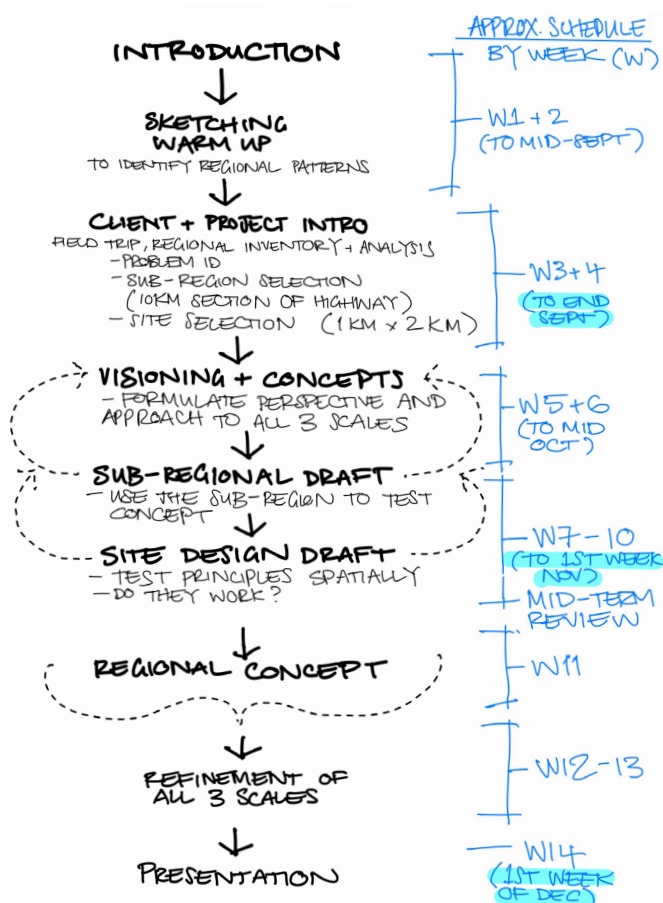 INTRODUCTION
SKETCHING
WARM UP
TO IDENTIFY REGIONAL PATTERNS
CLIENT + PROJECT INTRO
FIELD TRIP, REGIONAL INVENTORY + ANALYSIS
- PROBLEM ID
- SUB-REGION SELECTION
(10KM SECTION OF HIGHWAY)
- SITE SELECTION (1 KM x 2 KM)
VISIONING + CONCEPTS
- FORMULATE PERSPECTIVE AND
APPROACH TO ALL 3 SCALES
SUB-REGIONAL DRAFT
- USE THE SUB-REGION TO TEST
CONCEPT
SITE DESIGN DRAFT
- TEST PRINCIPLES SPATIALLY
- DO THEY WORK?
REGIONAL CONCEPT
REFINEMENT OF
ALL 3 SCALES
PRESENTATION
APPROX. SCHEDULE
BY WEEK (W)
W1 + 2
(TO MID-SEPT)
W3+4
(TO END
SEPT)
W5+6
(TO MID
OCT)
W7-10
(TO 1ST WEEK
NOV)
MID-TERM
REVIEW
W11
W12-13
W14
(1ST WEEK
OF DEC)